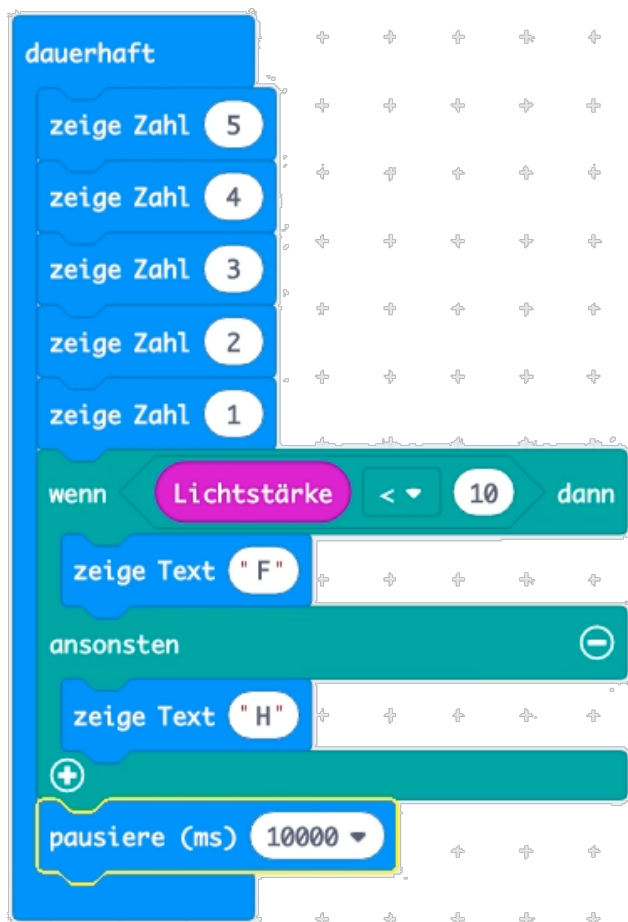 dauerhaft
zeige Zahl 5
zeige Zahl 4
zeige Zahl 3
zeige Zahl 2
zeige Zahl 1
wenn Lichtstärke < 10 dann
zeige Text "F"
ansonsten
zeige Text "H"
pausiere (ms) 10000